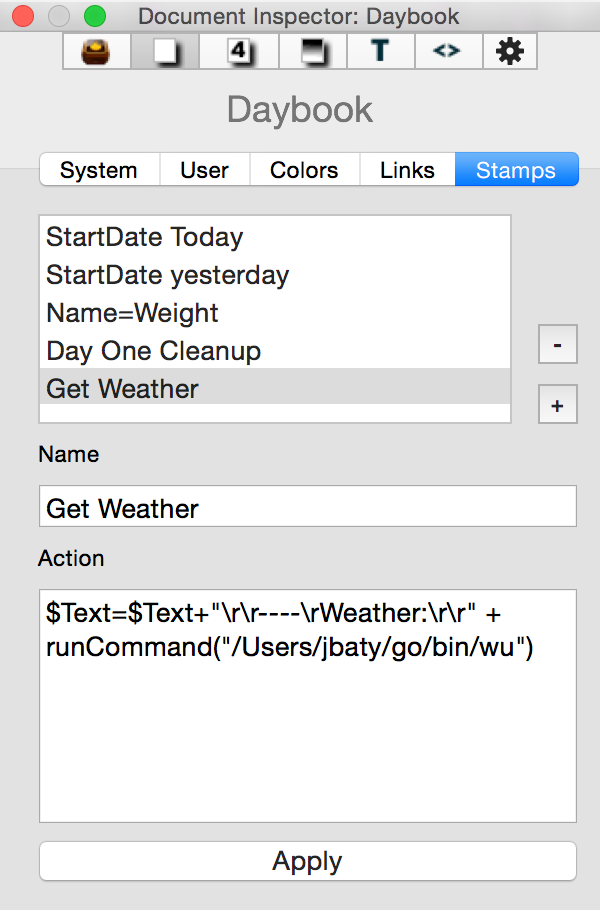 Document Inspector: Daybook
4 T <>
Daybook
System User Colors Links Stamps
StartDate Today
StartDate yesterday
Name=Weight
Day One Cleanup
Get Weather
-
+
Name
Get Weather
Action
$Text=$Text+"\r\r----\rWeather:\r\r" +
runCommand("/Users/jbaty/go/bin/wu")
Apply